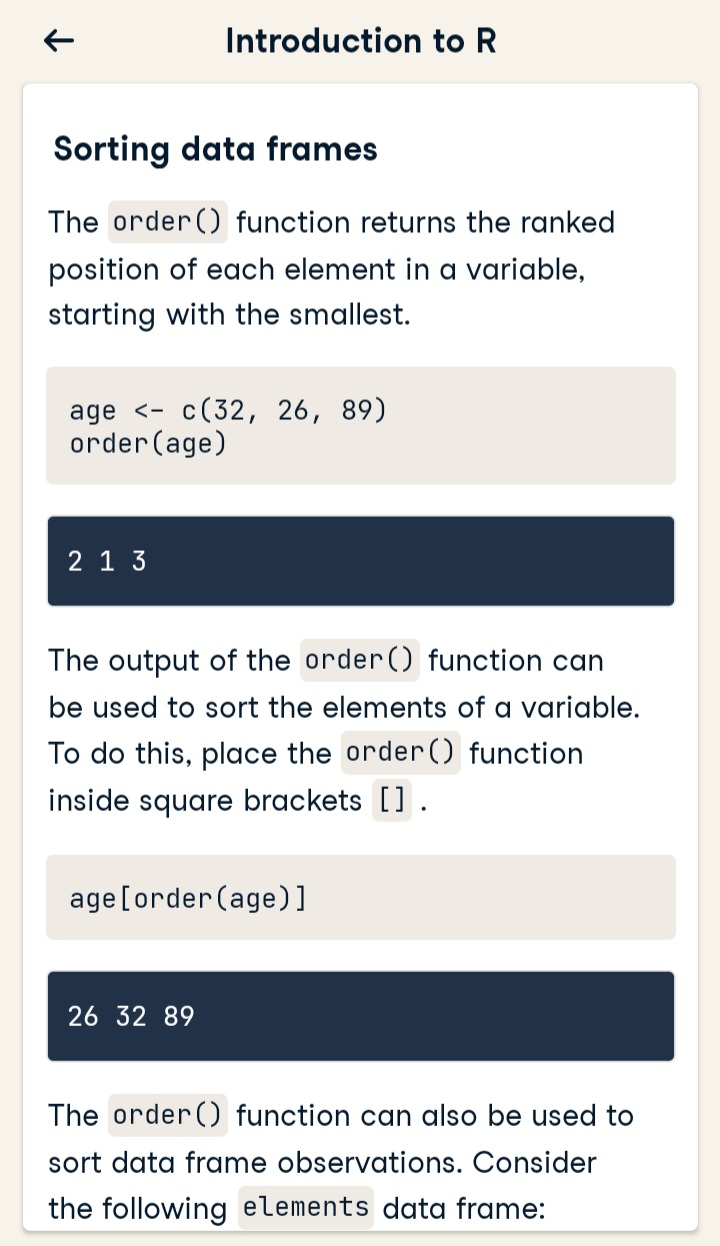 Introduction to R
Sorting data frames
The order() function returns the ranked
position of each element in a variable,
starting with the smallest.
age <- c(32, 26, 89)
order(age)
2 1 3
The output of the order() function can
be used to sort the elements of a variable.
To do this, place the order() function
inside square brackets [] .
age[order(age)]
26 32 89
The order() function can also be used to
sort data frame observations. Consider
the following elements data frame: